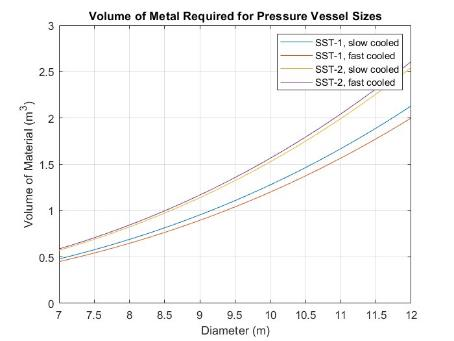 Volume of Metal Required for Pressure Vessel Sizes
3
SST-1, slow cooled
SST-1, fast cooled
2.5
SST-2, slow cooled
SST-2, fast cooled
2
Volume of Material (m³)
1.5
1
0.5
0
7 7.5 8 8.5 9 9.5 10 10.5 11 11.5 12
Diameter (m)